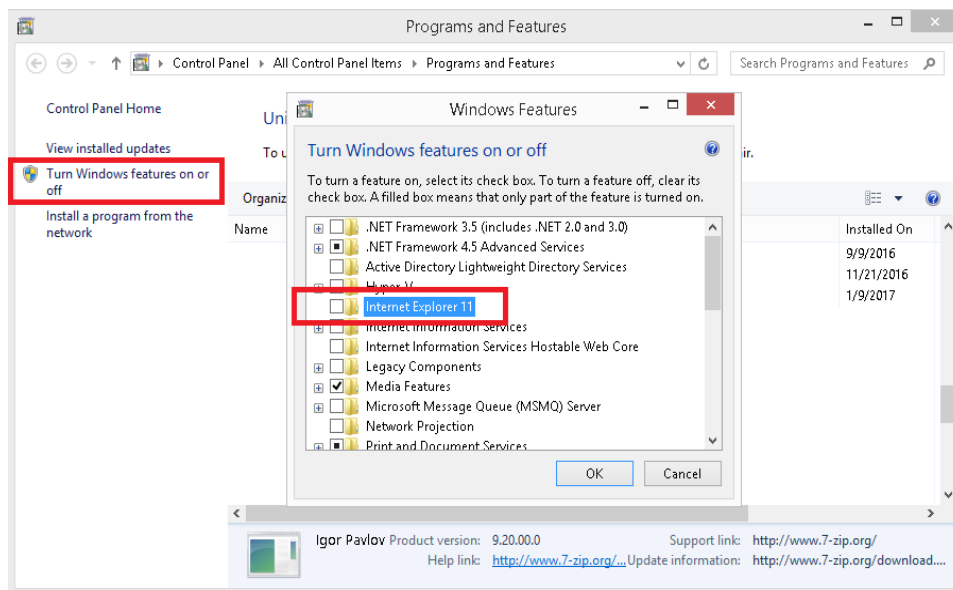 Programs and Features
Control Panel All Control Panel Items Programs and Features
Search Programs and Features
Control Panel Home
View installed updates
Turn Windows features on or
off
Install a program from the
network
Uni
To u
ir.
Organiz
Name
Installed On
9/9/2016
11/21/2016
1/9/2017
Windows Features
Turn Windows features on or off
To turn a feature on, select its check box. To turn a feature off, clear its
check box. A filled box means that only part of the feature is turned on.
.NET Framework 3.5 (includes .NET 2.0 and 3.0)
.NET Framework 4.5 Advanced Services
Active Directory Lightweight Directory Services
Hyper-V
Internet Explorer 11
Internet Information Services
Internet Information Services Hostable Web Core
Legacy Components
Media Features
Microsoft Message Queue (MSMQ) Server
Network Projection
Print and Document Services
OK Cancel
Igor Pavlov Product version: 9.20.00.0 Support link: http://www.7-zip.org/
Help link: http://www.7-zip.org/... Update information: http://www.7-zip.org/download....